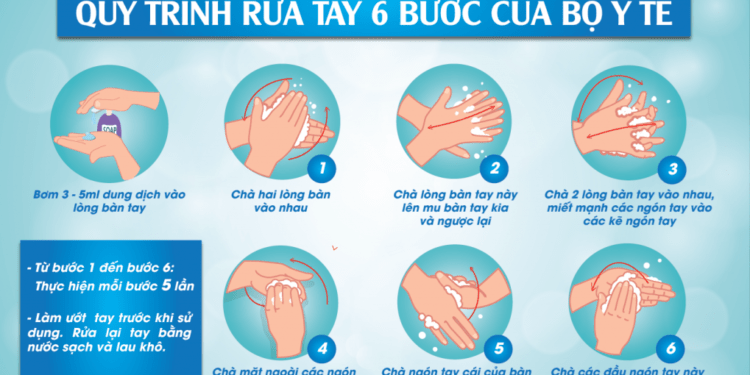 QUY TRÌNH RỬA TAY 6 BƯỚC CỦA BỘ Y TẾ
SOAP
Bơm 3 - 5ml dung dịch vào
lòng bàn tay
1
Chà hai lòng bàn
vào nhau
2
Chà lòng bàn tay này
lên mu bàn tay kia
và ngược lại
3
Chà 2 lòng bàn tay vào nhau,
miết mạnh các ngón tay vào
các kẽ ngón tay
- Từ bước 1 đến bước 6:
Thực hiện mỗi bước 5 lần
- Làm ướt tay trước khi sử
dụng. Rửa lại tay bằng
nước sạch và lau khô.
4
Chà mặt ngoài các ngón
5
Chà ngón tay cái của bàn
6
Chà các đầu ngón tay này